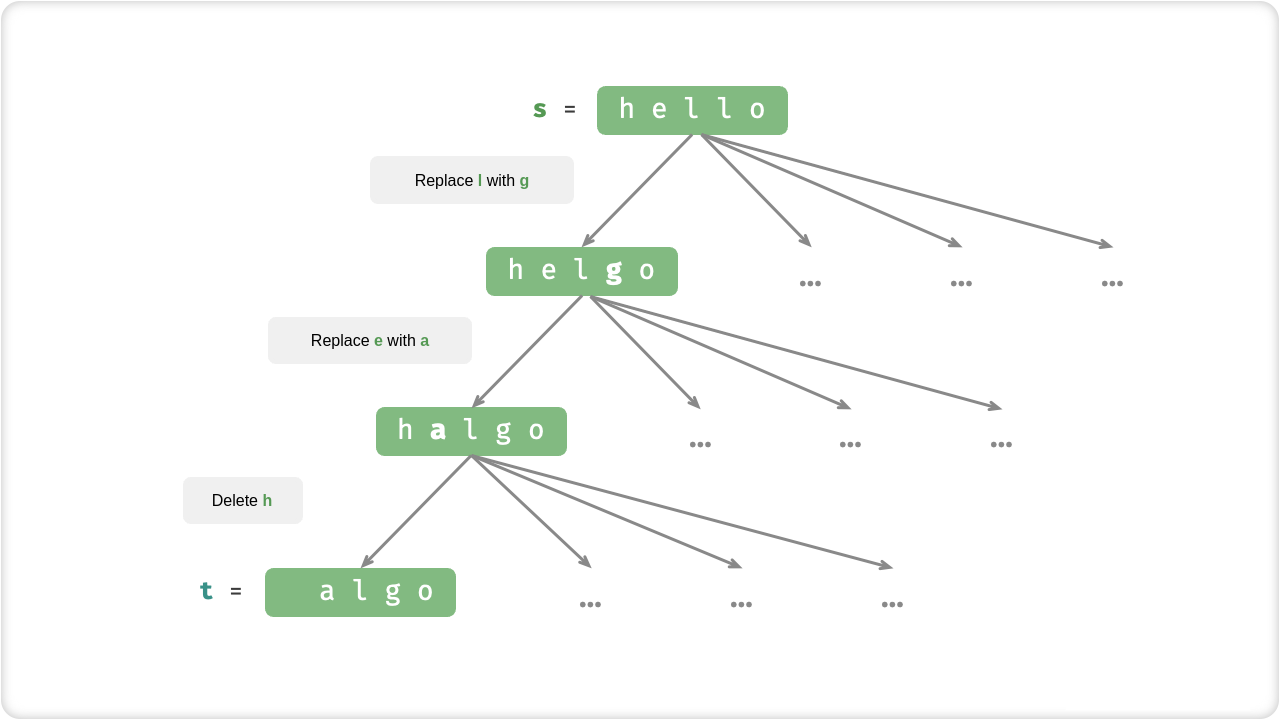 s = h e l l o
Replace l with g
h e l g o
... ... ...
Replace e with a
h a l g o
... ... ...
Delete h
t = a l g o
... ... ...